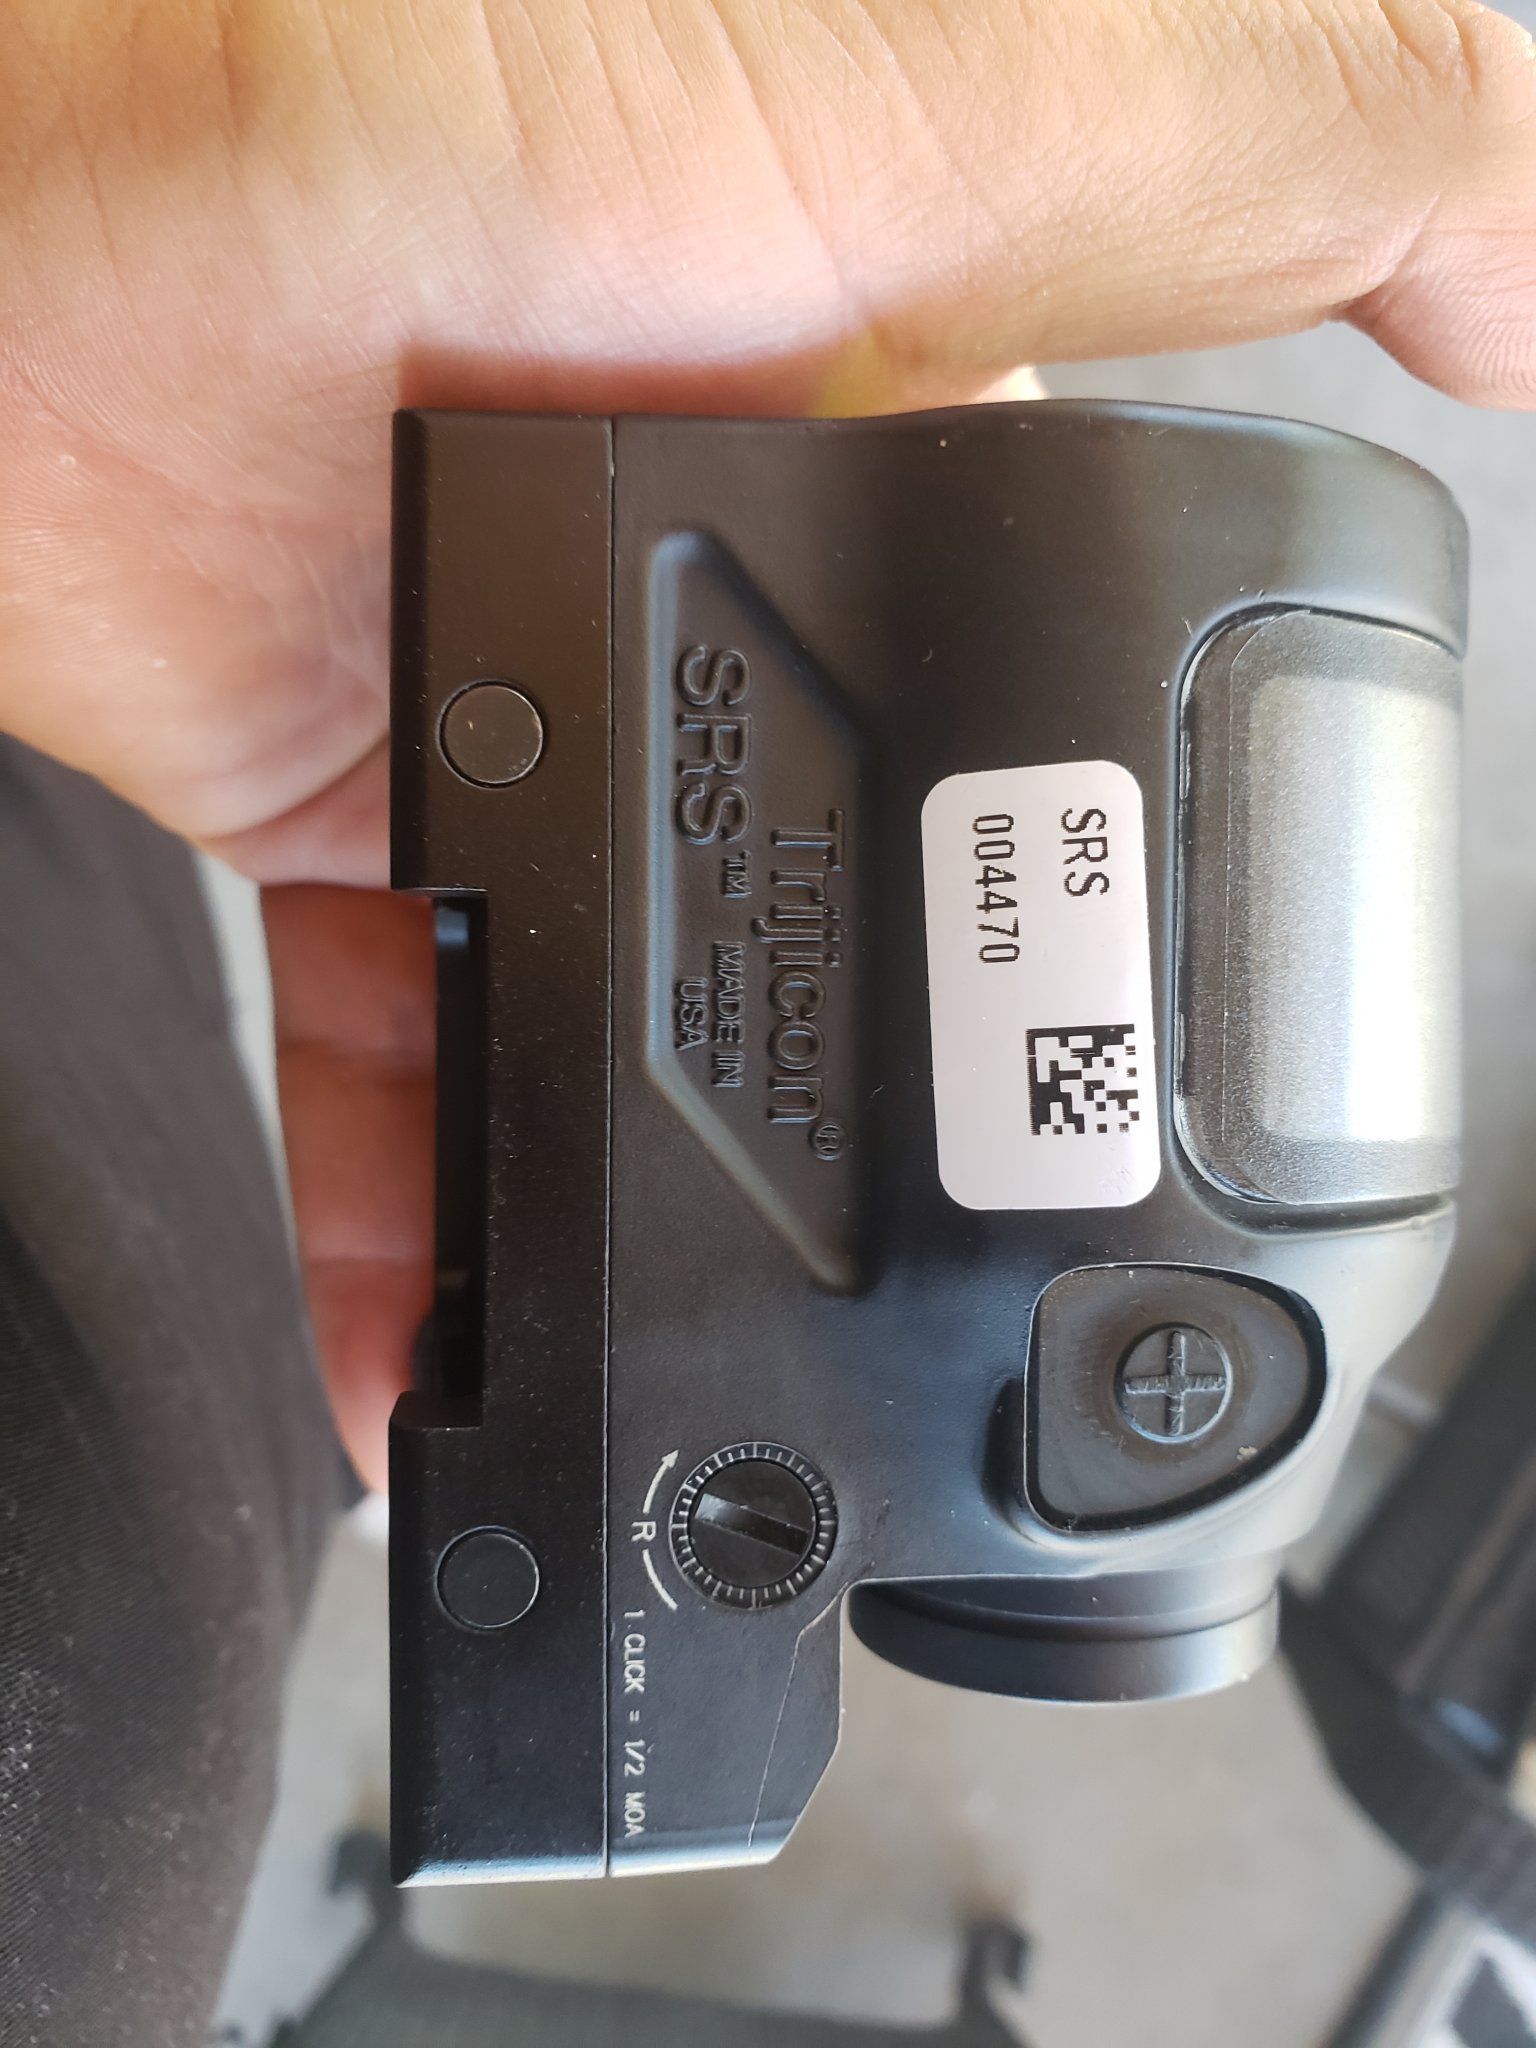 SRS
004470
Trijicon®
SRS™ MADE IN
USA
R
1 CLICK = 1/2 MOA